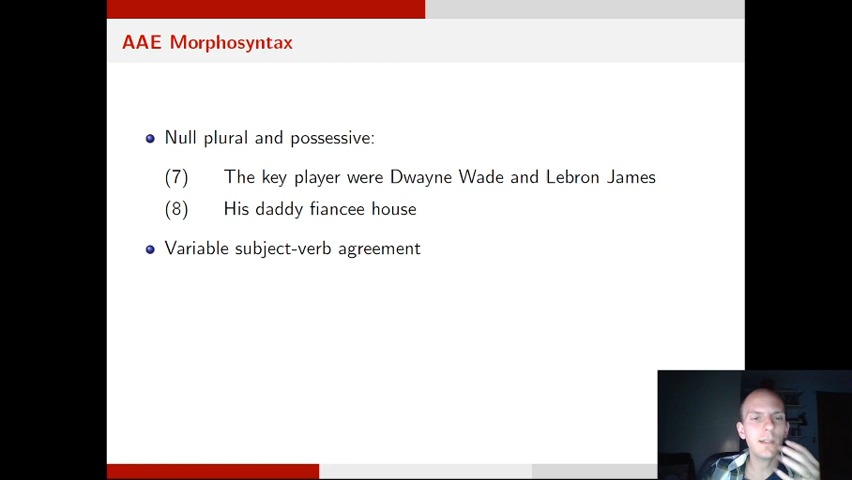 AAE Morphosyntax
Null plural and possessive:
(7) The key player were Dwayne Wade and Lebron James
(8) His daddy fiancee house
Variable subject-verb agreement